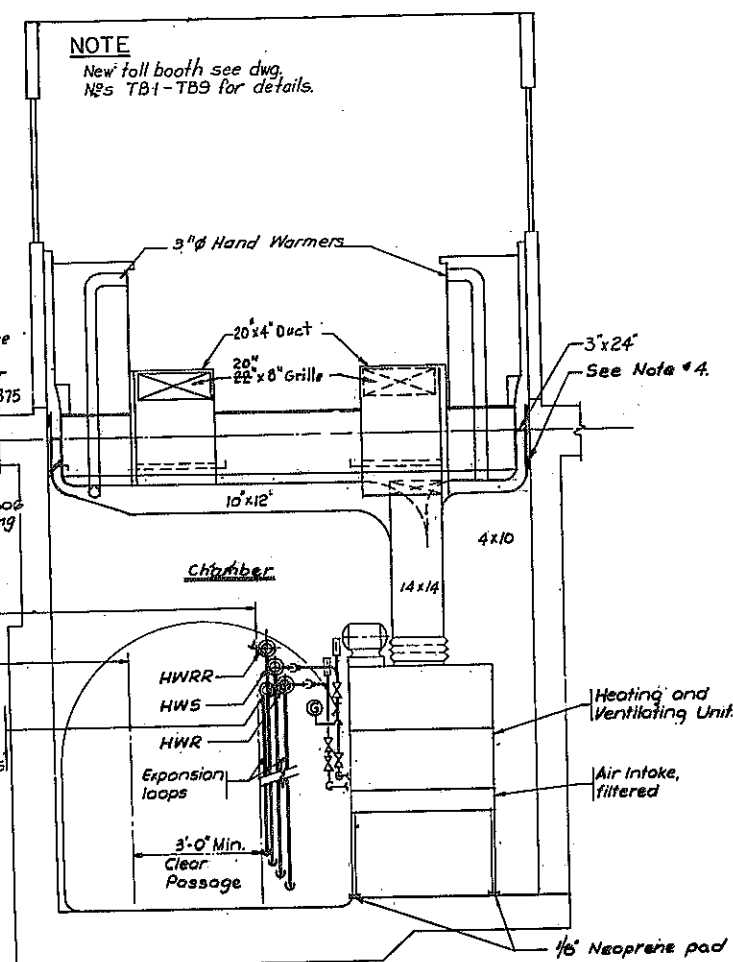 NOTE
New toll booth see dwg.
Nºs TB1-TB9 for details.
3"ø Hand Warmers
20"x4" Duct
20"
22"x8" Grille
3"x24"
See Note #4.
375
10"x12"
4x10
Chamber
14x14
HWRR
HWS
HWR
G
Heating and
Ventilating Unit.
Expansion
loops
Air Intake,
filtered
3'-0" Min.
Clear
Passage
1/8" Neoprene pad